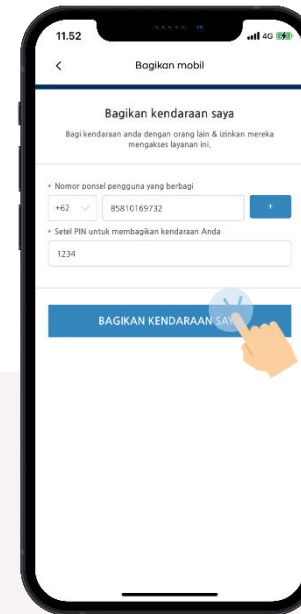 11.52
4G
Bagikan mobil
Bagikan kendaraan saya
Bagi kendaraan anda dengan orang lain & izinkan mereka
mengakses layanan ini,
* Nomor ponsel pengguna yang berbagi
+62 85810169732 +
* Setel PIN untuk membagikan kendaraan Anda
1234
BAGIKAN KENDARAAN SAY